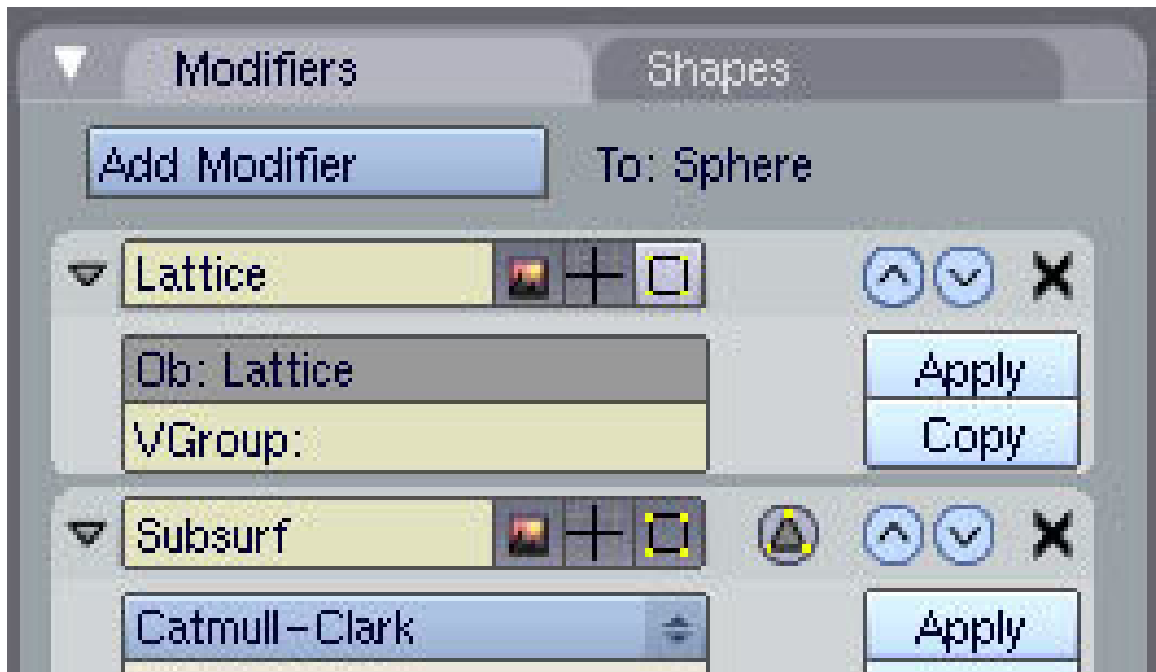 Modifiers Shapes
Add Modifier To: Sphere
Lattice
Ob: Lattice Apply
VGroup: Copy
Subsurf
Catmull-Clark Apply